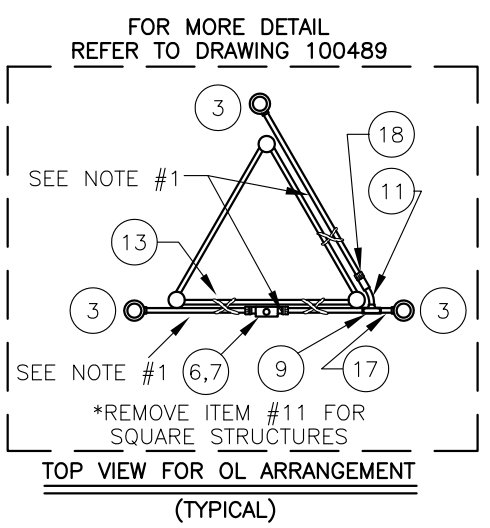 FOR MORE DETAIL
REFER TO DRAWING 100489
3
18
SEE NOTE #1
11
13
3
3
SEE NOTE #1
6,7
9
17
*REMOVE ITEM #11 FOR
SQUARE STRUCTURES
TOP VIEW FOR OL ARRANGEMENT
(TYPICAL)